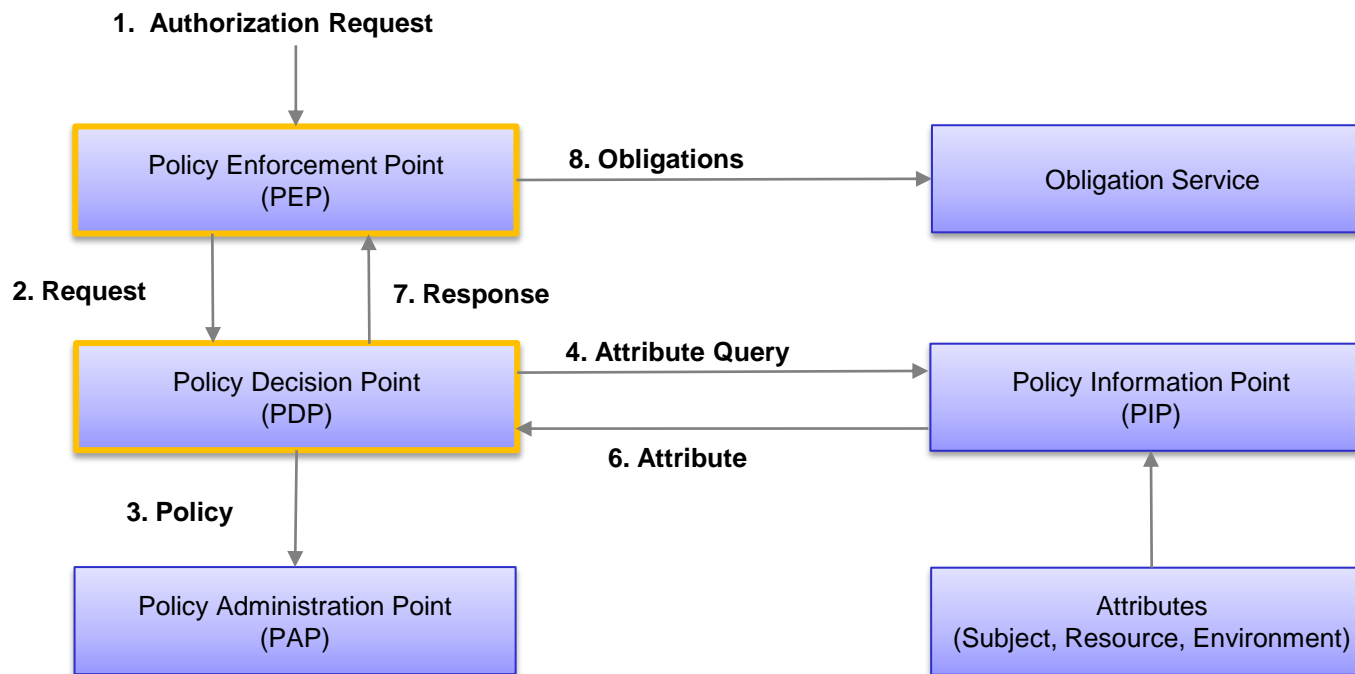 1. Authorization Request
Policy Enforcement Point
(PEP)
8. Obligations
Obligation Service
2. Request
7. Response
Policy Decision Point
(PDP)
4. Attribute Query
Policy Information Point
(PIP)
6. Attribute
3. Policy
Policy Administration Point
(PAP)
Attributes
(Subject, Resource, Environment)